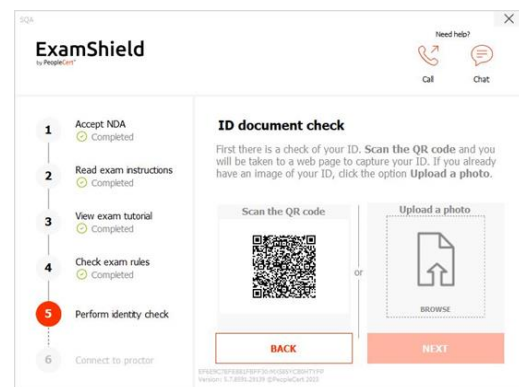 SQA
Need help?
ExamShield
by PeopleCert
Call
Chat
1
Accept NDA
Completed
2
Read exam instructions
Completed
3
View exam tutorial
Completed
4
Check exam rules
Completed
5
Perform identity check
6
Connect to proctor
ID document check
First there is a check of your ID. Scan the QR code and you
will be taken to a web page to capture your ID. If you already
have an image of your ID, click the option Upload a photo.
Scan the QR code
or
Upload a photo
BROWSE
BACK
NEXT